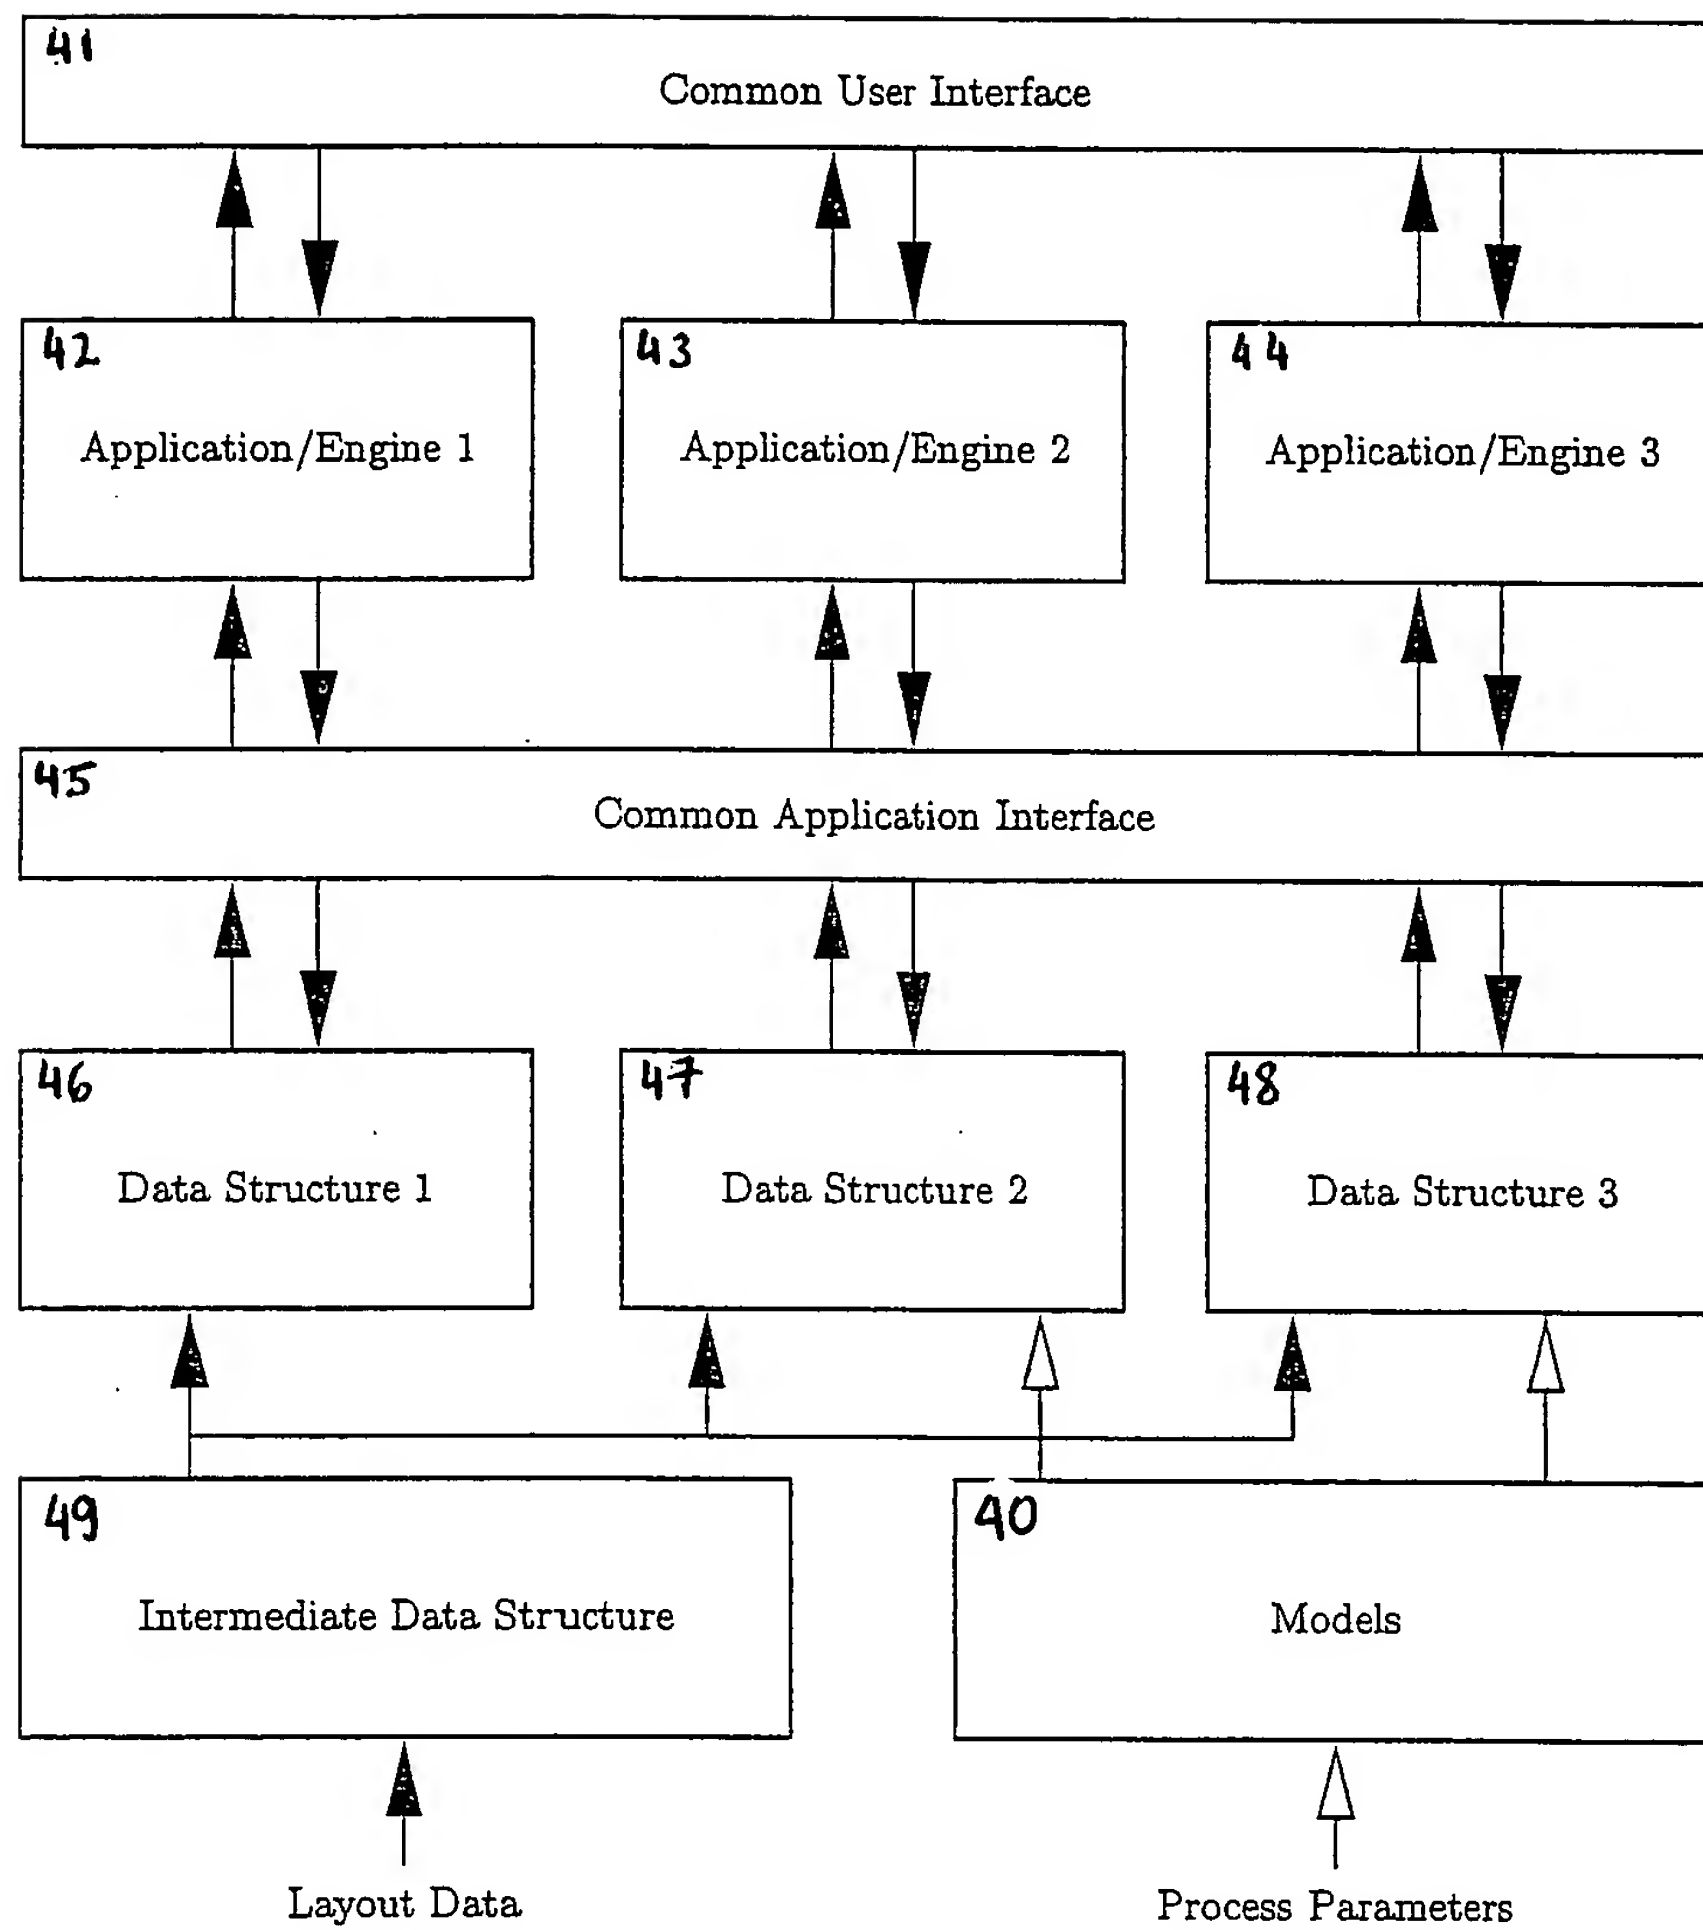 41
Common User Interface
42
Application/Engine 1
43
Application/Engine 2
44
Application/Engine 3
45
Common Application Interface
46
Data Structure 1
47
Data Structure 2
48
Data Structure 3
49
Intermediate Data Structure
40
Models
Layout Data
Process Parameters